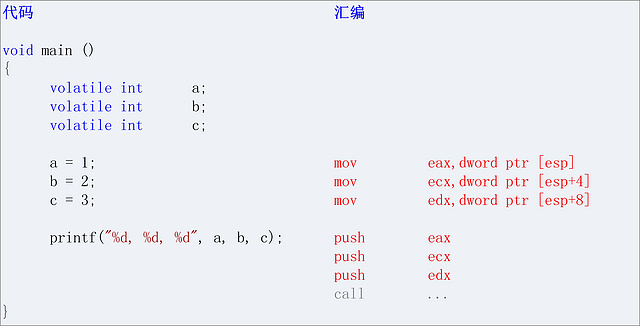 代码 汇编
void main ()
{
volatile int a;
volatile int b;
volatile int c;
a = 1; mov eax,dword ptr [esp]
b = 2; mov ecx,dword ptr [esp+4]
c = 3; mov edx,dword ptr [esp+8]
printf("%d, %d, %d", a, b, c); push eax
push ecx
push edx
call ...
}